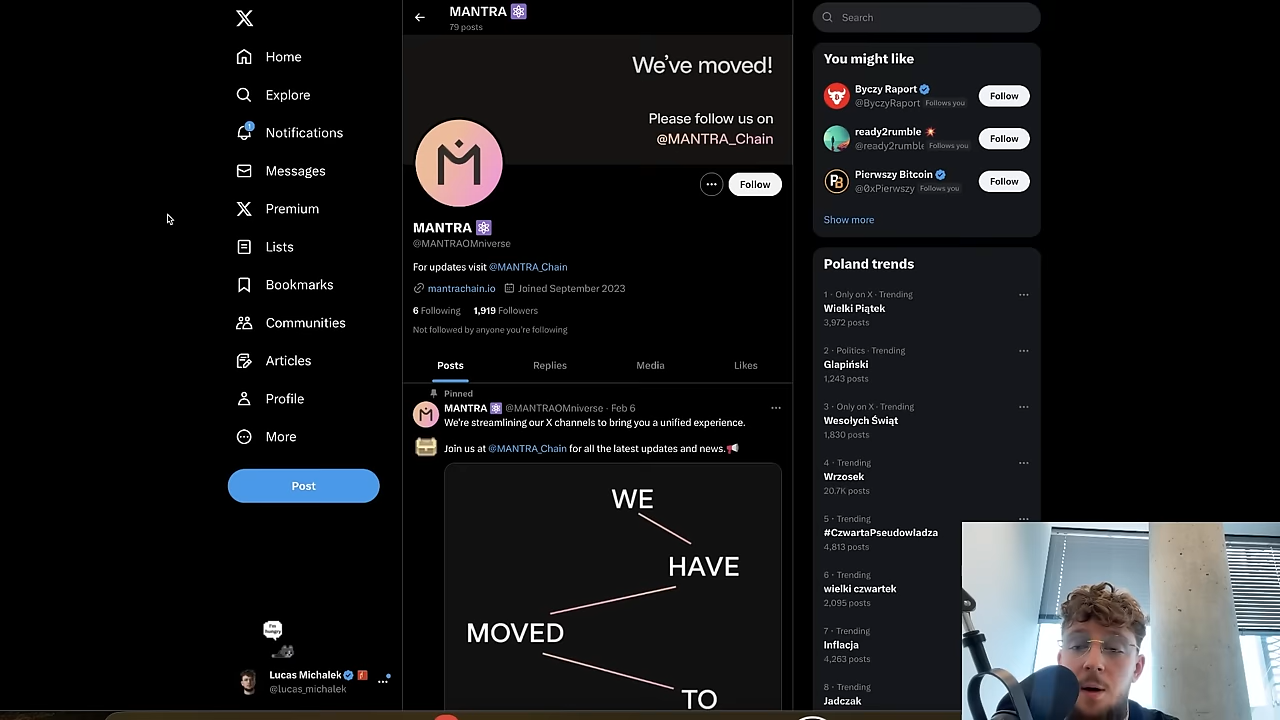 Home
Explore
1
Notifications
Messages
Premium
Lists
Bookmarks
Communities
Articles
Profile
More
Post
I'm hungry
Lucas Michalek
@lucas_michalek
MANTRA
79 posts
We've moved!
Please follow us on
@MANTRA_Chain
Follow
MANTRA
@MANTRAOMniverse
For updates visit @MANTRA_Chain
mantrachain.io Joined September 2023
6 Following 1,919 Followers
Not followed by anyone you're following
Posts Replies Media Likes
Pinned
MANTRA @MANTRAOMniverse · Feb 6
We're streamlining our X channels to bring you a unified experience.
Join us at @MANTRA_Chain for all the latest updates and news.
WE
HAVE
MOVED
TO
Search
You might like
Byczy Raport
@ByczyRaport Follows you
Follow
ready2rumble
@ready2rumble Follows you
Follow
Pierwszy Bitcoin
@0xPierwszy Follows you
Follow
Show more
Poland trends
1 · Only on X · Trending
Wielki Piątek
3,972 posts
2 · Politics · Trending
Glapiński
1,243 posts
3 · Only on X · Trending
Wesołych Świąt
1,830 posts
4 · Trending
Wrzosek
20.7K posts
5 · Trending
#CzwartaPseudowladza
4,813 posts
6 · Trending
wielki czwartek
2,095 posts
7 · Trending
Inflacja
4,263 posts
8 · Trending
Jadczak